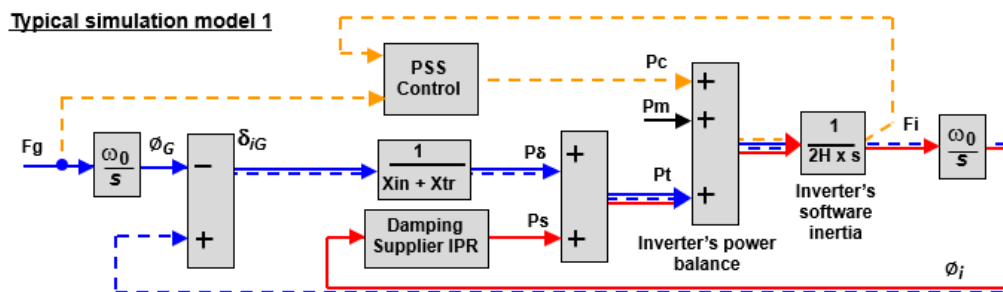 Typical simulation model 1
PSS
Control
Pc
+
Pm
+
Fg
ω₀
s
ØG
−
δiG
1
Xin + Xtr
Pδ
+
Pt
+
1
2H x s
Fi
ω₀
s
+
Damping
Supplier IPR
Ps
+
Inverter's power
balance
Inverter's
software
inertia
Øi